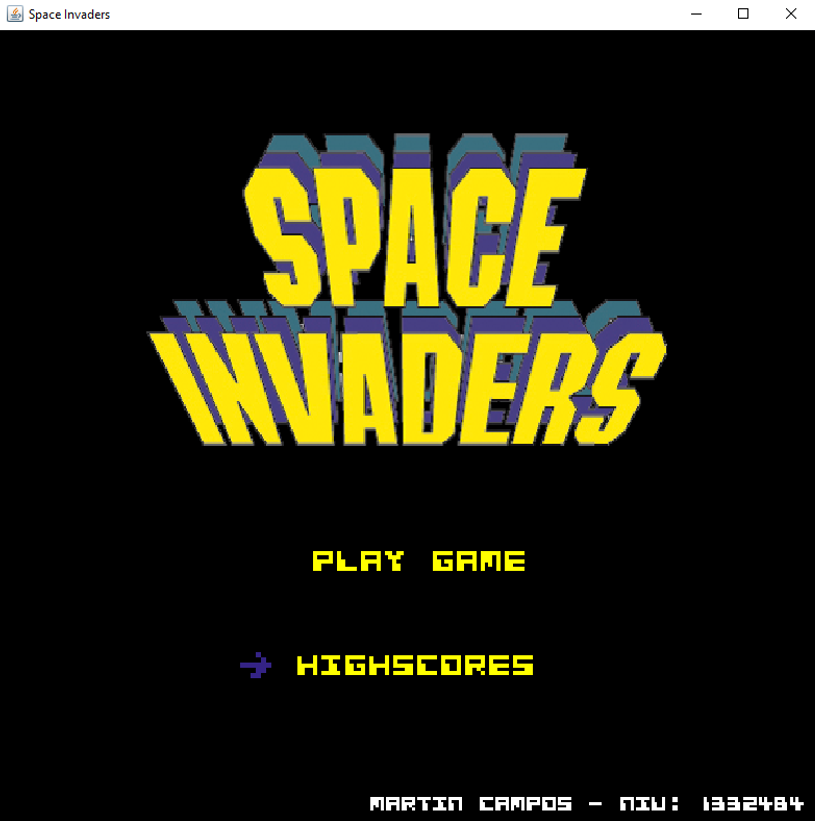 Space Invaders
SPACE
INVADERS
PLAY GAME
HIGHSCORES
MARTIN CAMPOS - NIU: 1332484